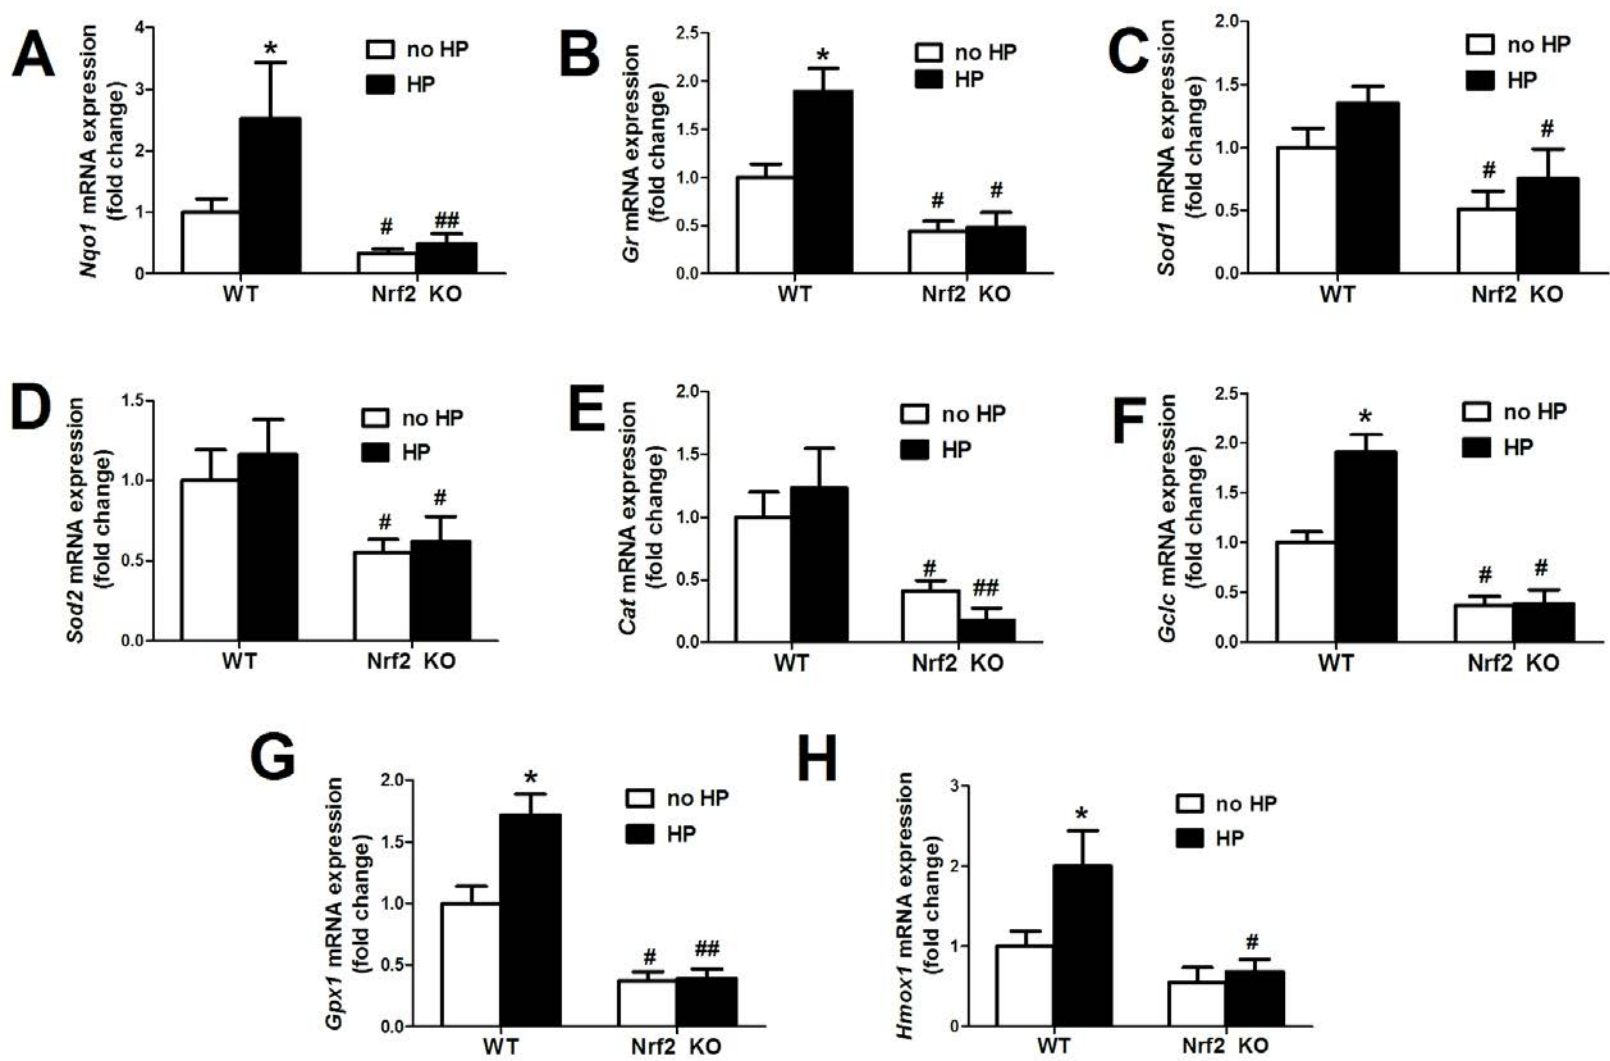 A
Nqo1 mRNA expression
(fold change)
4
3
2
1
0
*
#
##
no HP
HP
WT
Nrf2 KO
B
Gr mRNA expression
(fold change)
2.5
2.0
1.5
1.0
0.5
0.0
*
#
#
no HP
HP
WT
Nrf2 KO
C
Sod1 mRNA expression
(fold change)
2.0
1.5
1.0
0.5
0.0
#
#
no HP
HP
WT
Nrf2 KO
D
Sod2 mRNA expression
(fold change)
1.5
1.0
0.5
0.0
#
#
no HP
HP
WT
Nrf2 KO
E
Cat mRNA expression
(fold change)
2.0
1.5
1.0
0.5
0.0
#
##
no HP
HP
WT
Nrf2 KO
F
Gclc mRNA expression
(fold change)
2.5
2.0
1.5
1.0
0.5
0.0
*
#
#
no HP
HP
WT
Nrf2 KO
G
Gpx1 mRNA expression
(fold change)
2.0
1.5
1.0
0.5
0.0
*
#
##
no HP
HP
WT
Nrf2 KO
H
Hmox1 mRNA expression
(fold change)
3
2
1
0
*
#
no HP
HP
WT
Nrf2 KO